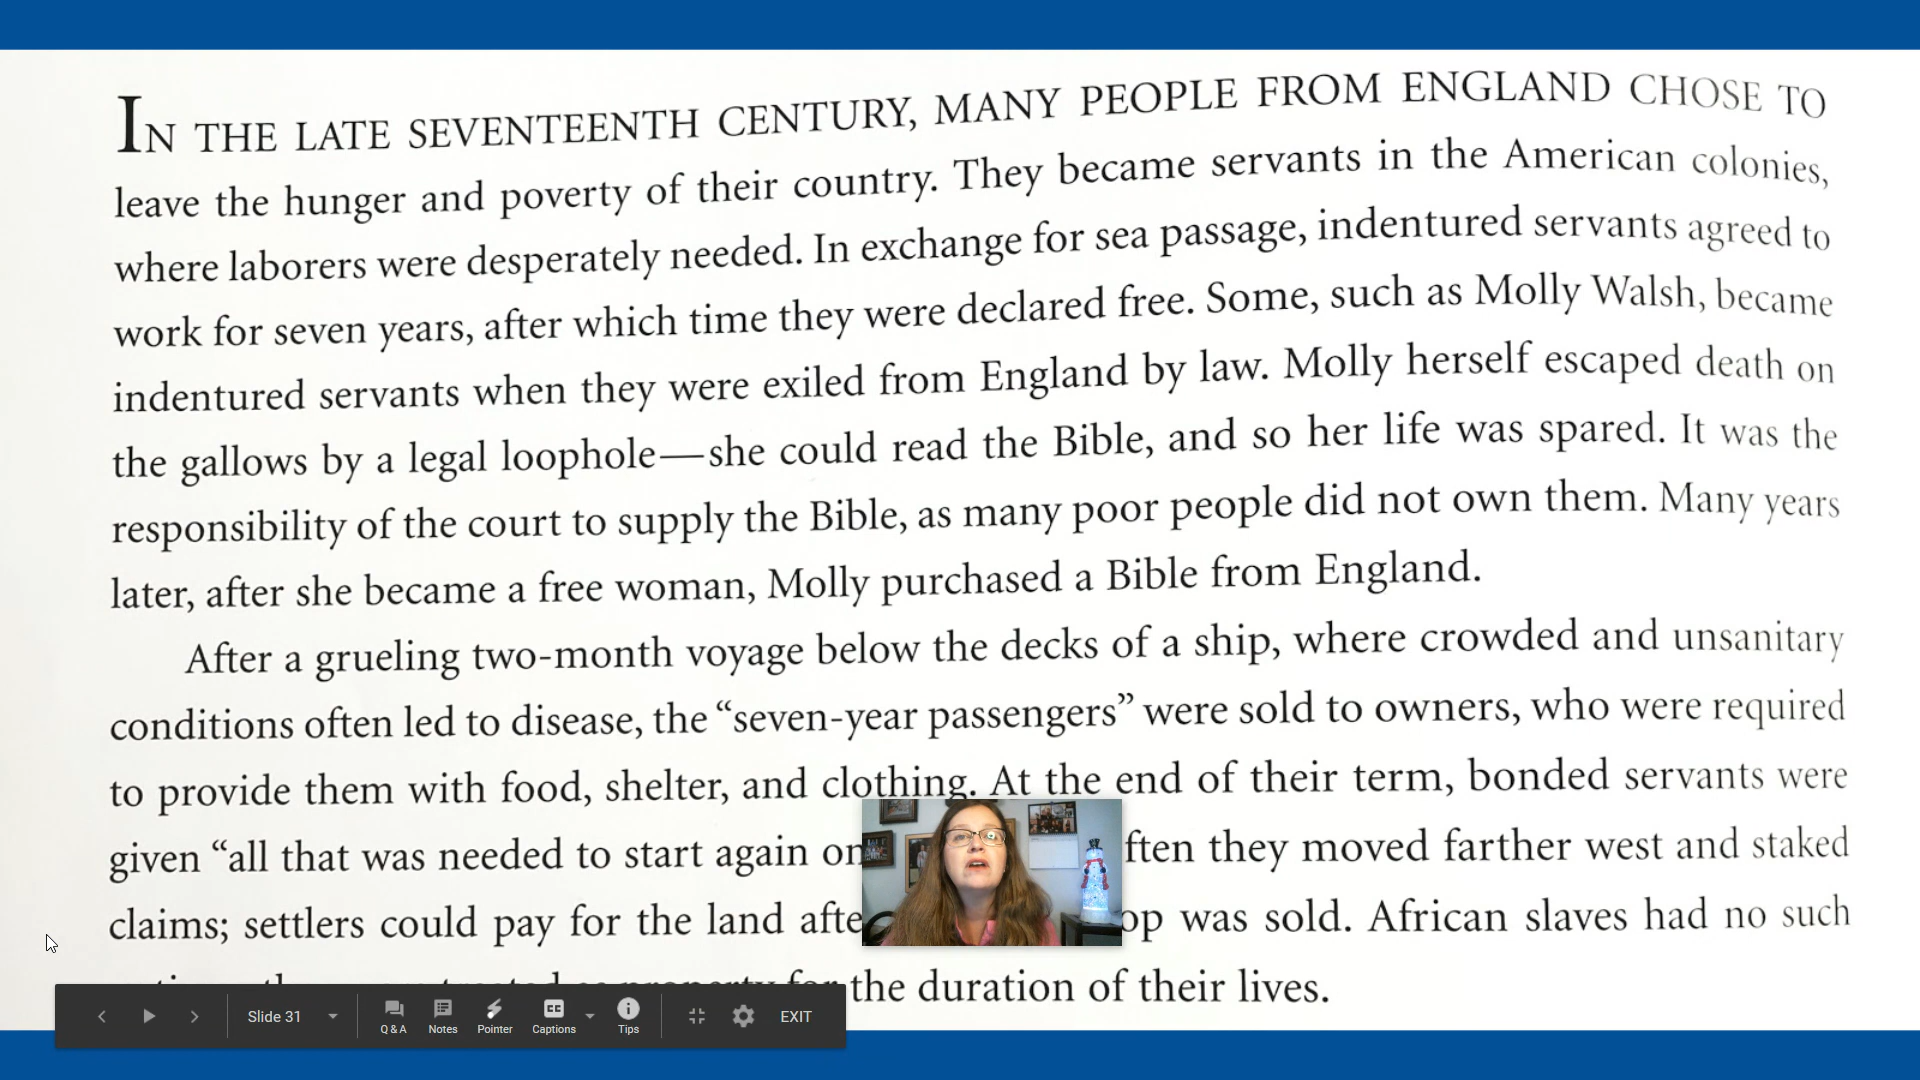 IN THE LATE SEVENTEENTH CENTURY, MANY PEOPLE FROM ENGLAND CHOSE TO
leave the hunger and poverty of their country. They became servants in the American colonies,
where laborers were desperately needed. In exchange for sea passage, indentured servants agreed to
work for seven years, after which time they were declared free. Some, such as Molly Walsh, became
indentured servants when they were exiled from England by law. Molly herself escaped death on
the gallows by a legal loophole—she could read the Bible, and so her life was spared. It was the
responsibility of the court to supply the Bible, as many poor people did not own them. Many years
later, after she became a free woman, Molly purchased a Bible from England.
After a grueling two-month voyage below the decks of a ship, where crowded and unsanitary
conditions often led to disease, the “seven-year passengers” were sold to owners, who were required
to provide them with food, shelter, and clothing. At the end of their term, bonded servants were
given “all that was needed to start again on they moved farther west and staked
claims; settlers could pay for the land was sold. African slaves had no such
property for the duration of their lives.
Slide 31
Q & A
Notes
Pointer
CC
Captions
Tips
EXIT